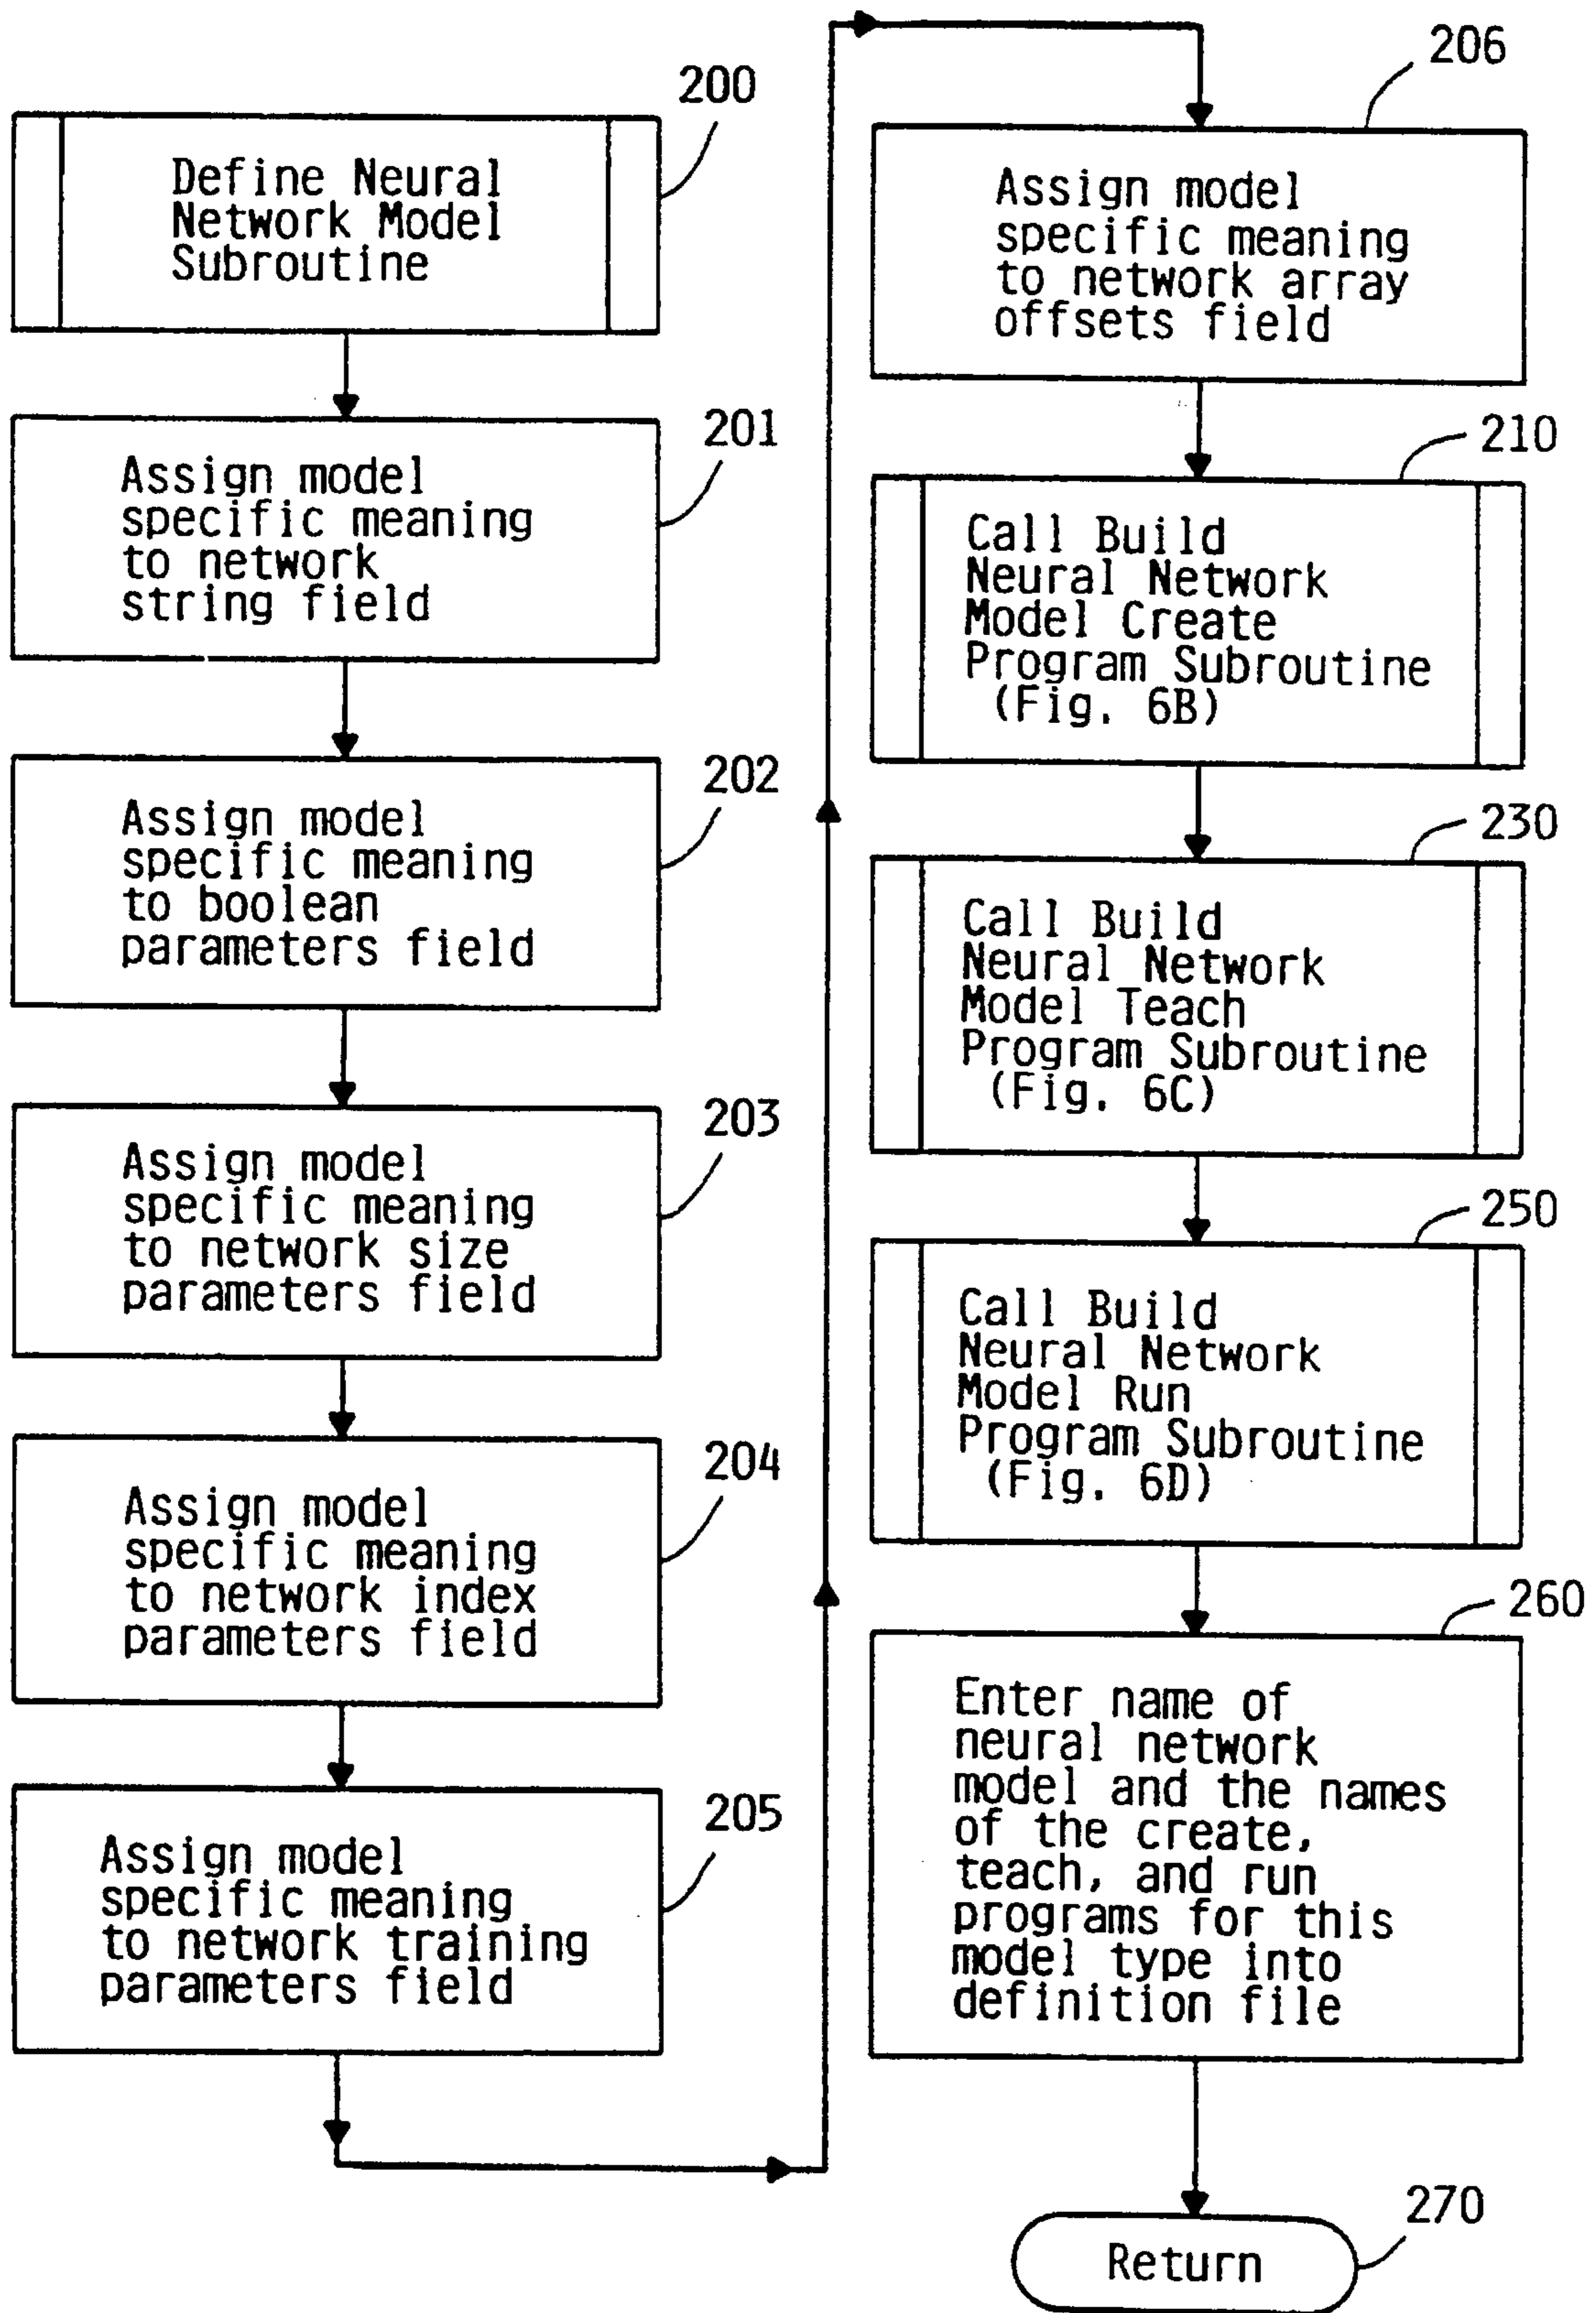 200
Define Neural
Network Model
Subroutine
201
Assign model
specific meaning
to network
string field
202
Assign model
specific meaning
to boolean
parameters field
203
Assign model
specific meaning
to network size
parameters field
204
Assign model
specific meaning
to network index
parameters field
205
Assign model
specific meaning
to network training
parameters field
206
Assign model
specific meaning
to network array
offsets field
210
Call Build
Neural Network
Model Create
Program Subroutine
(Fig. 6B)
230
Call Build
Neural Network
Model Teach
Program Subroutine
(Fig. 6C)
250
Call Build
Neural Network
Model Run
Program Subroutine
(Fig. 6D)
260
Enter name of
neural network
model and the names
of the create,
teach, and run
programs for this
model type into
definition file
270
Return